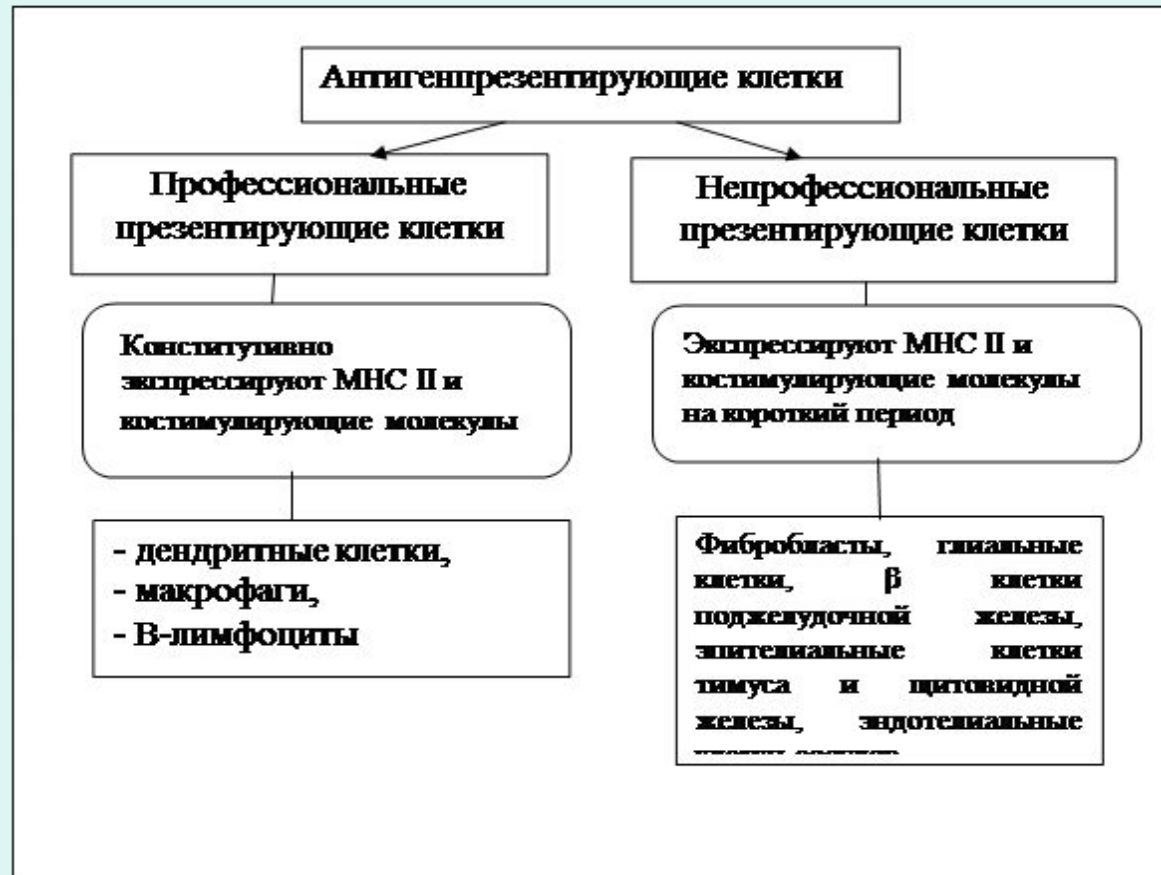 Антигенпрезентирующие клетки
Профессиональные
презентирующие клетки
Непрофессиональные
презентирующие клетки
Конститутивно
экспрессируют МНС II и
костимулирующие молекулы
Экспрессируют МНС II и
костимулирующие молекулы
на короткий период
- дендритные клетки,
- макрофаги,
- В-лимфоциты
Фибробласты, глиальные
клетки, β клетки
поджелудочной железы,
эпителиальные клетки
тимуса и щитовидной
железы, эндотелиальные